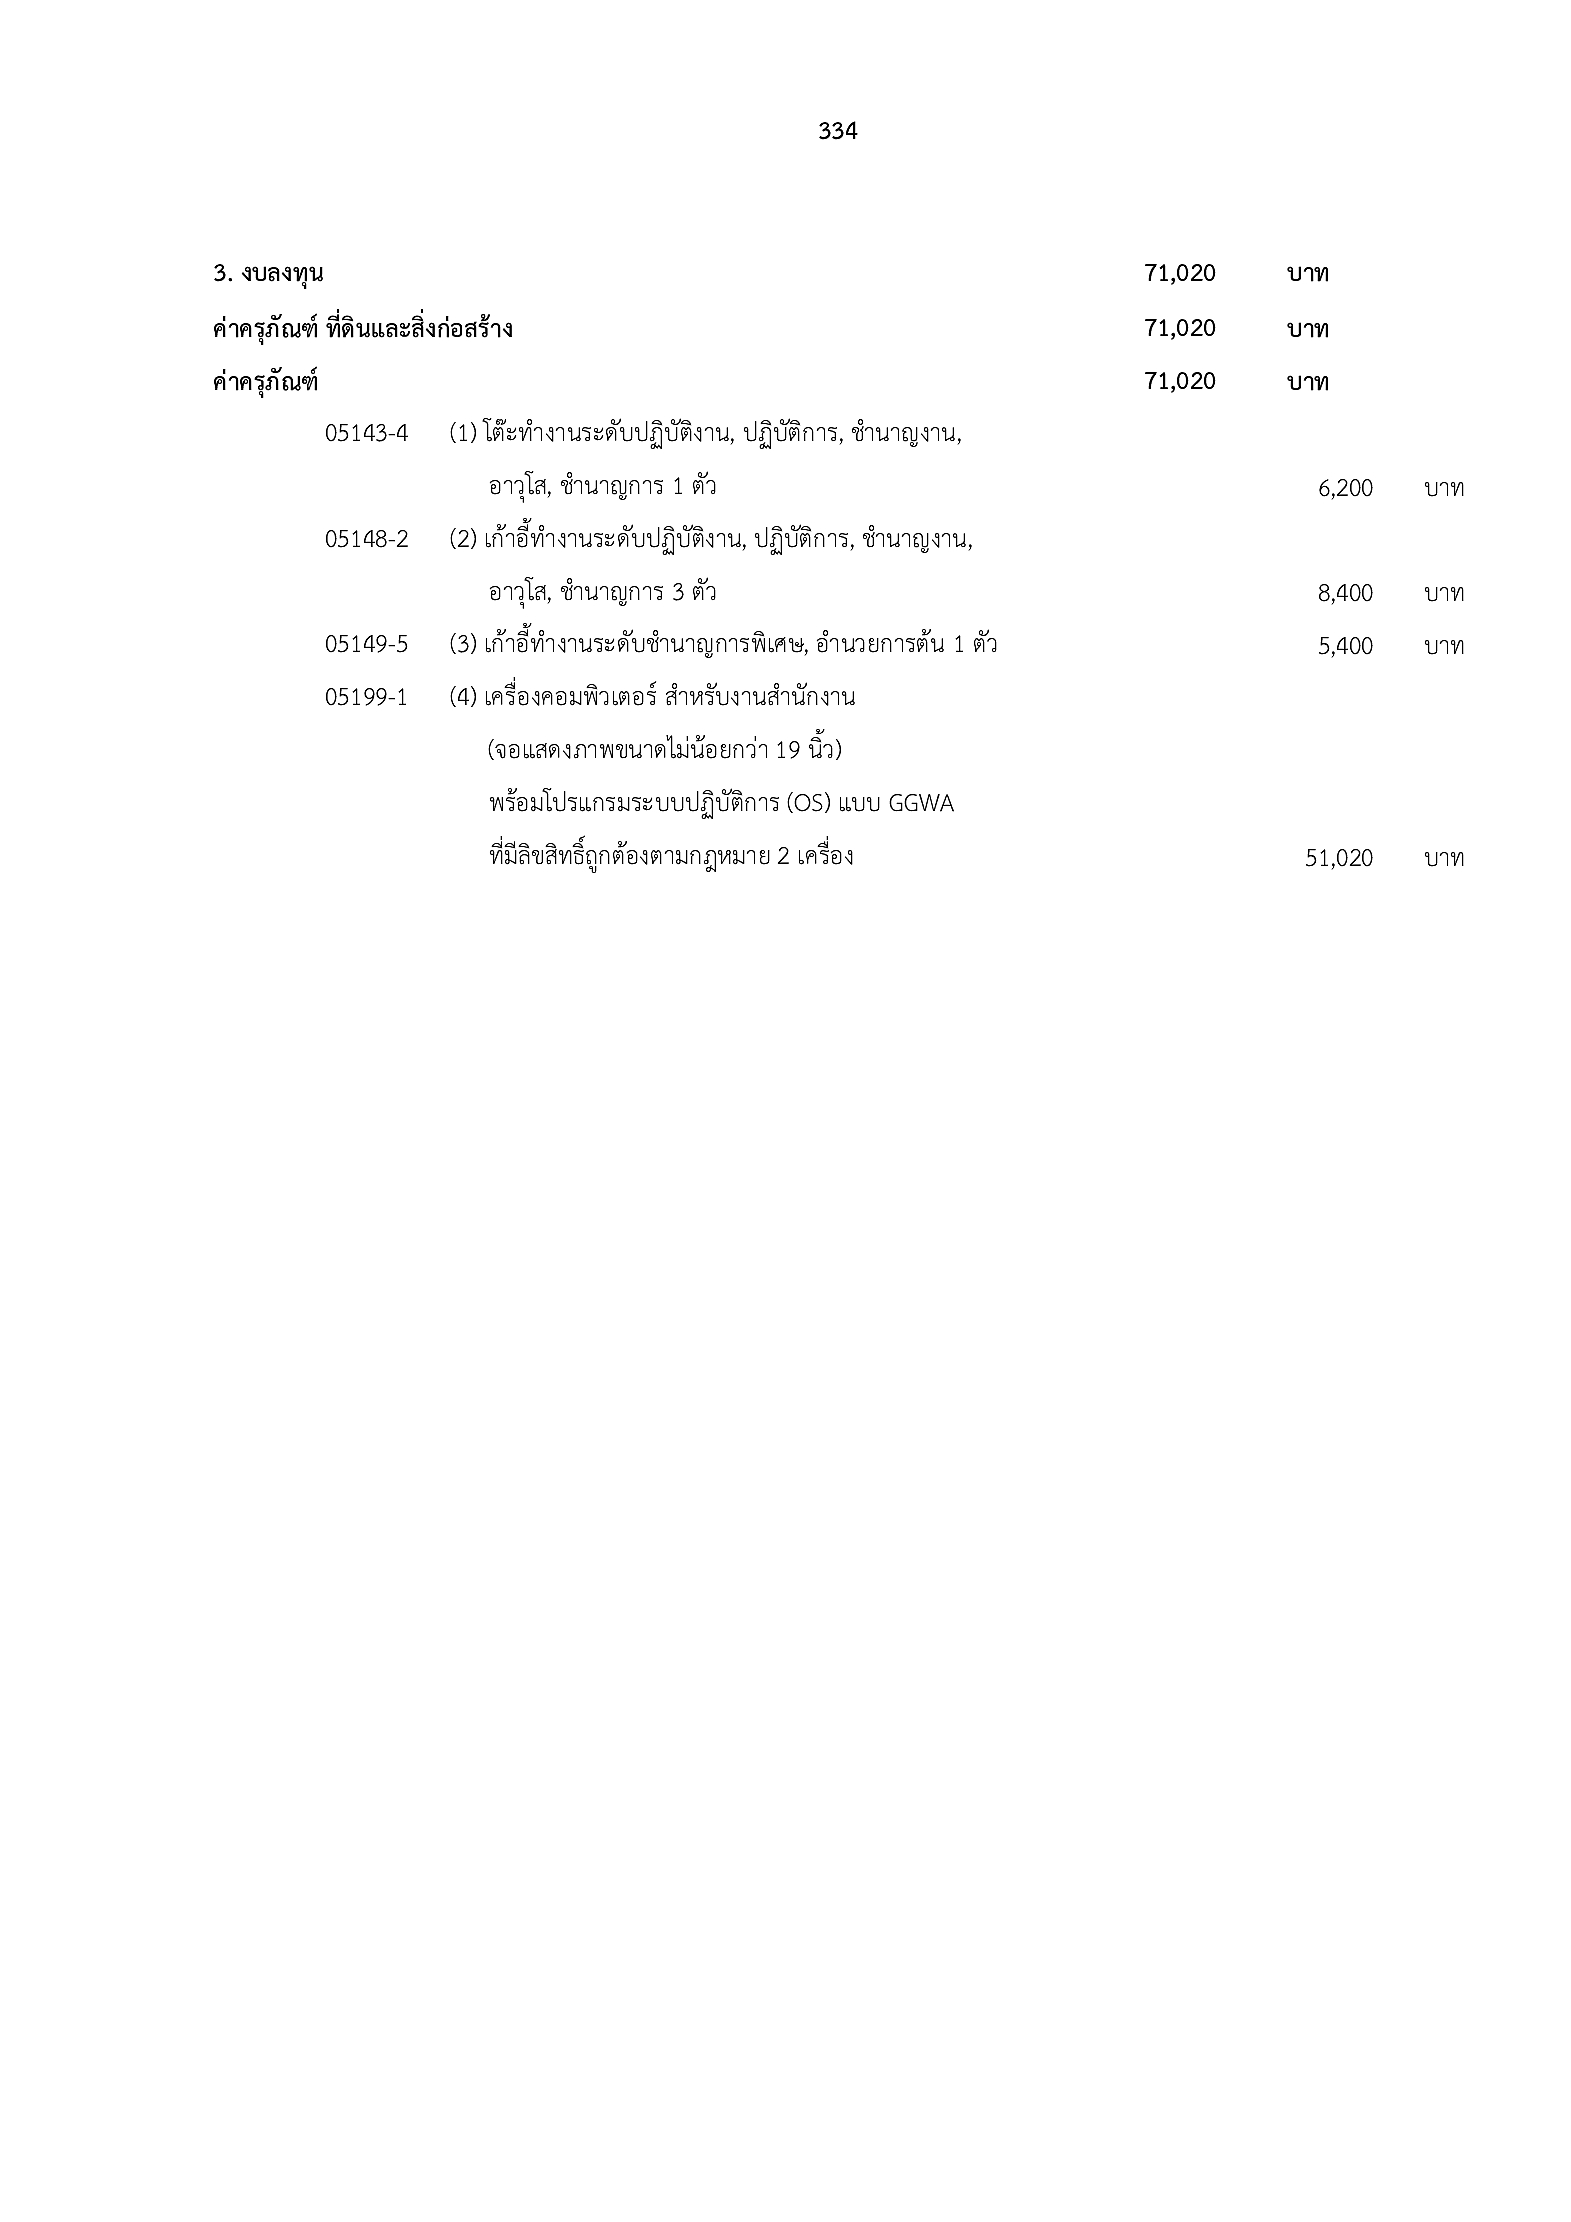 334
3. งบลงทุน 71,020 บาท
ค่าครุภัณฑ์ ที่ดินและสิ่งก่อสร้าง 71,020 บาท
ค่าครุภัณฑ์ 71,020 บาท
05143-4 (1) โต๊ะทำงานระดับปฏิบัติงาน, ปฏิบัติการ, ชำนาญงาน,
อาวุโส, ชำนาญการ 1 ตัว 6,200 บาท
05148-2 (2) เก้าอี้ทำงานระดับปฏิบัติงาน, ปฏิบัติการ, ชำนาญงาน,
อาวุโส, ชำนาญการ 3 ตัว 8,400 บาท
05149-5 (3) เก้าอี้ทำงานระดับชำนาญการพิเศษ, อำนวยการต้น 1 ตัว 5,400 บาท
05199-1 (4) เครื่องคอมพิวเตอร์ สำหรับงานสำนักงาน
(จอแสดงภาพขนาดไม่น้อยกว่า 19 นิ้ว)
พร้อมโปรแกรมระบบปฏิบัติการ (OS) แบบ GGWA
ที่มีลิขสิทธิ์ถูกต้องตามกฎหมาย 2 เครื่อง 51,020 บาท